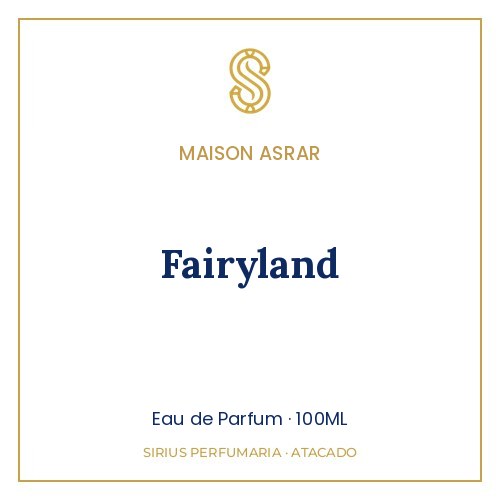 MAISON ASRAR
Fairyland
Eau de Parfum · 100ML
SIRIUS PERFUMARIA · ATACADO